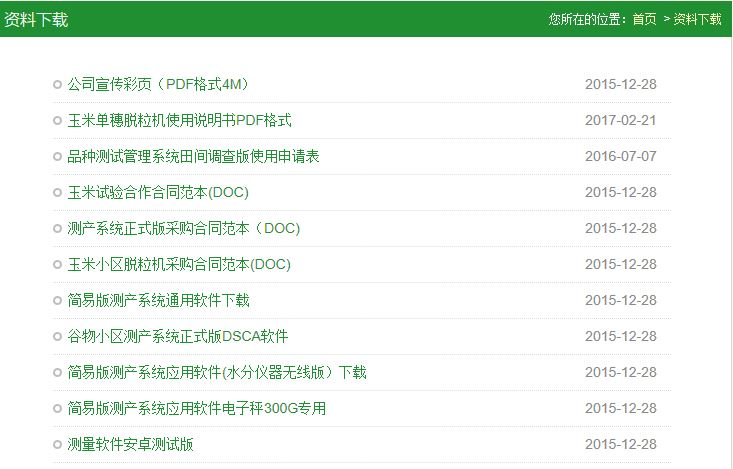 资料下载 您所在的位置：首页 > 资料下载
公司宣传彩页（PDF格式4M） 2015-12-28
玉米单穗脱粒机使用说明书PDF格式 2017-02-21
品种测试管理系统田间调查版使用申请表 2016-07-07
玉米试验合作合同范本(DOC) 2015-12-28
测产系统正式版采购合同范本（DOC) 2015-12-28
玉米小区脱粒机采购合同范本(DOC) 2015-12-28
简易版测产系统通用软件下载 2015-12-28
谷物小区测产系统正式版DSCA软件 2015-12-28
简易版测产系统应用软件(水分仪器无线版）下载 2015-12-28
简易版测产系统应用软件电子秤300G专用 2015-12-28
测量软件安卓测试版 2015-12-28